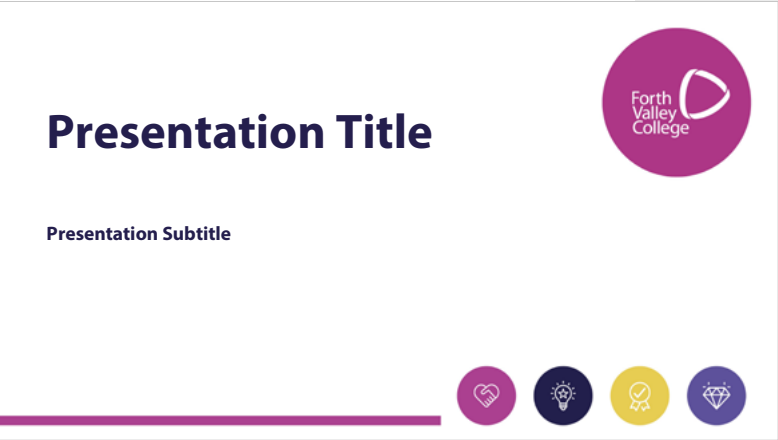 Presentation Title
Presentation Subtitle
Forth
Valley
College